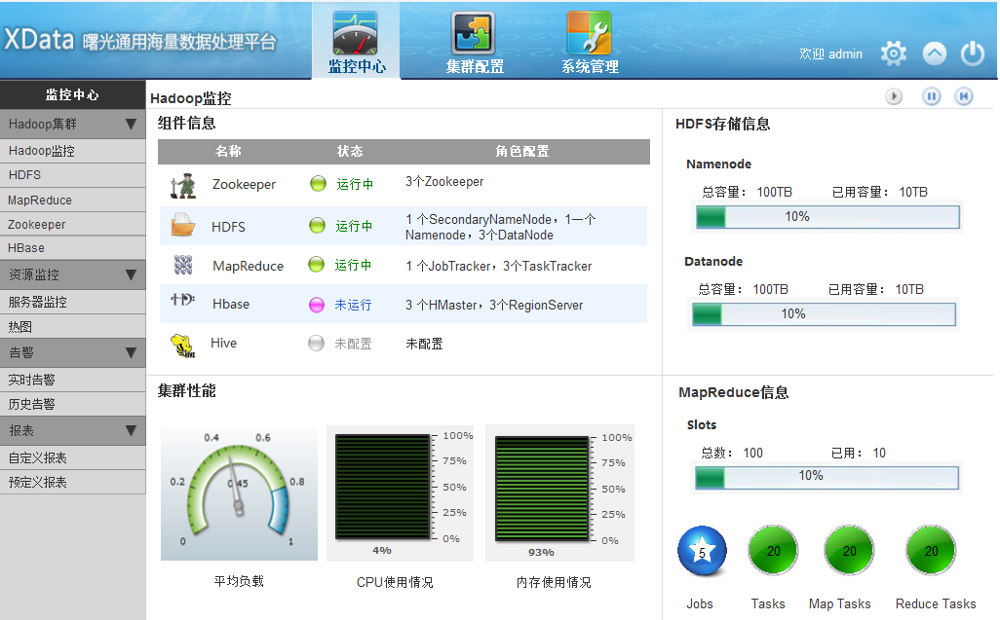 XData 曙光通用海量数据处理平台
监控中心
集群配置
系统管理
欢迎 admin
监控中心
Hadoop集群
Hadoop监控
HDFS
MapReduce
Zookeeper
HBase
资源监控
服务器监控
热图
告警
实时告警
历史告警
报表
自定义报表
预定义报表
Hadoop监控
组件信息
名称 状态 角色配置
Zookeeper 运行中 3个Zookeeper
HDFS 运行中 1 个SecondaryNameNode，1一个
Namenode，3个DataNode
MapReduce 运行中 1 个JobTracker，3个TaskTracker
Hbase 未运行 3 个HMaster，3个RegionServer
Hive 未配置 未配置
HDFS存储信息
Namenode
总容量： 100TB 已用容量： 10TB
10%
Datanode
总容量： 100TB 已用容量： 10TB
10%
集群性能
0
0.2
0.4
0.6
0.8
1
0.45
平均负载
100%
75%
50%
25%
0%
4%
CPU使用情况
100%
75%
50%
25%
0%
93%
内存使用情况
MapReduce信息
Slots
总数： 100 已用： 10
10%
5 20 20 20
Jobs Tasks Map Tasks Reduce Tasks